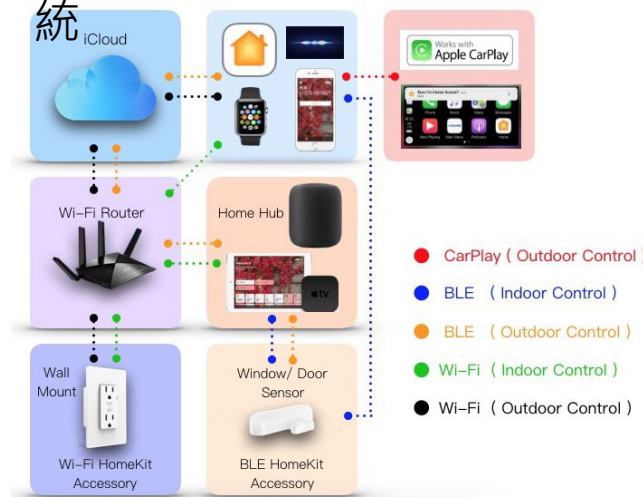 統
iCloud
Works with
Apple CarPlay
Wi-Fi Router
Home Hub
tv
CarPlay ( Outdoor Control )
BLE ( Indoor Control )
BLE ( Outdoor Control )
Wi-Fi ( Indoor Control )
Wi-Fi ( Outdoor Control )
Wall
Mount
Wi-Fi HomeKit
Accessory
Window/ Door
Sensor
BLE HomeKit
Accessory